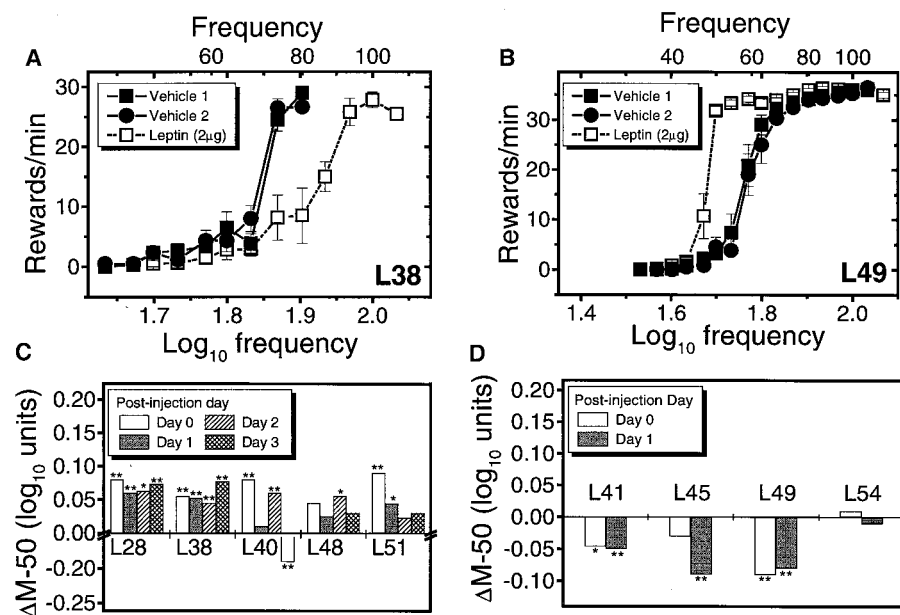 Frequency
A
60
80
100
Vehicle 1
Vehicle 2
Leptin (2μg)
Rewards/min
30
20
10
0
L38
1.7
1.8
1.9
2.0
Log10 frequency
Frequency
B
40
60
80
100
Vehicle 1
Vehicle 2
Leptin (2μg)
Rewards/min
30
20
10
0
L49
1.4
1.6
1.8
2.0
Log10 frequency
C
ΔM-50 (log10 units)
0.20
0.15
0.10
0.05
0.00
-0.20
-0.25
Post-injection day
Day 0
Day 2
Day 1
Day 3
** ** * **
** ** ** **
** ** **
*
** *
L28 L38 L40 L48 L51
D
ΔM-50 (log10 units)
0.20
0.15
0.10
0.05
0.00
-0.05
-0.10
Post-injection Day
Day 0
Day 1
L41 L45 L49 L54
* **
**
** **